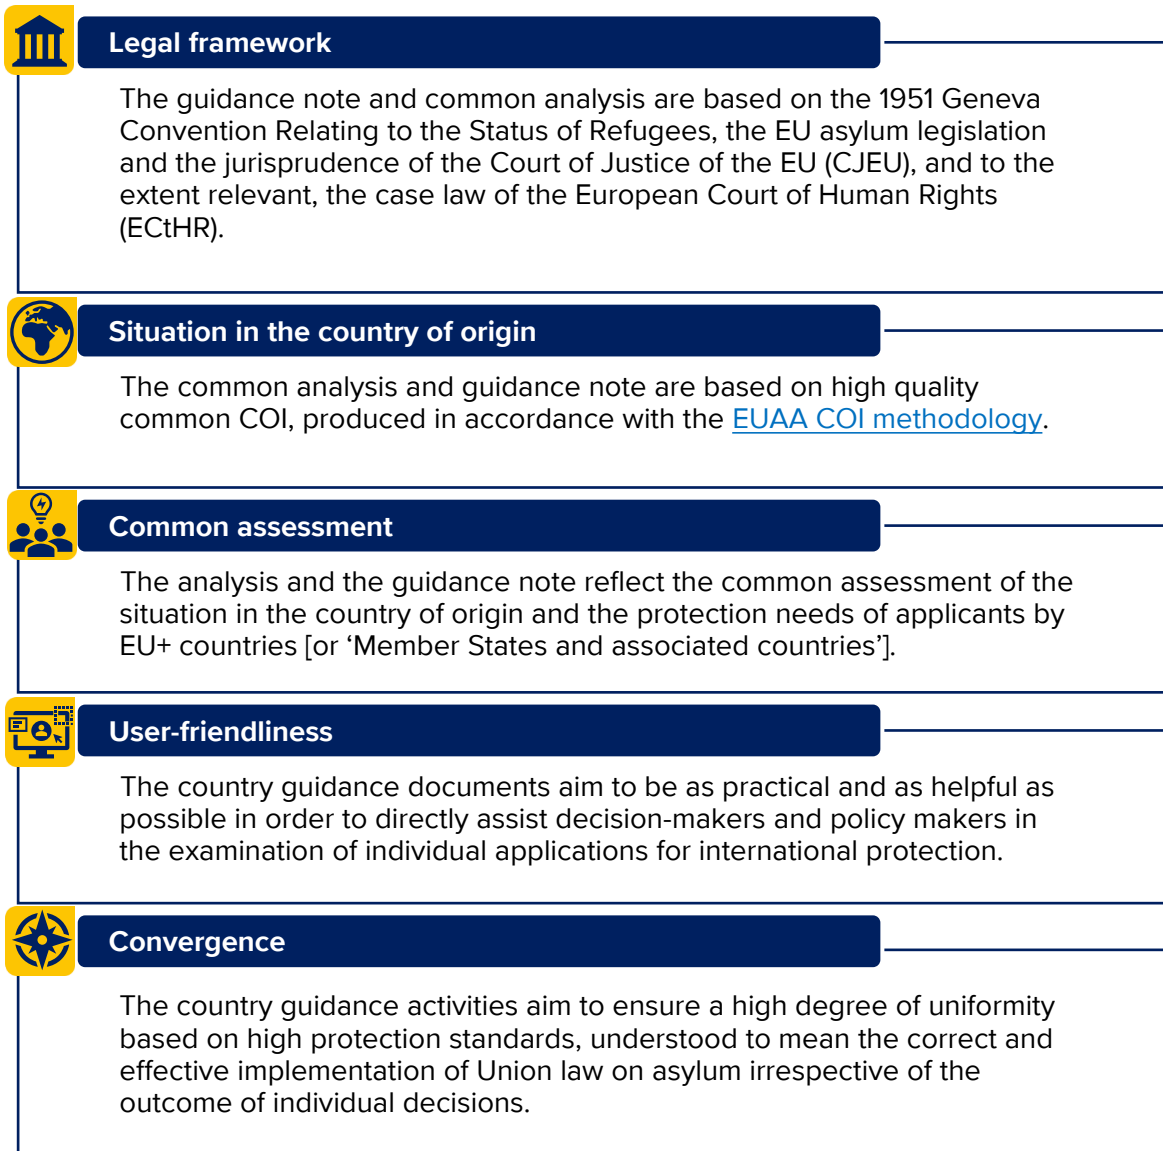 Legal framework
The guidance note and common analysis are based on the 1951 Geneva
Convention Relating to the Status of Refugees, the EU asylum legislation
and the jurisprudence of the Court of Justice of the EU (CJEU), and to the
extent relevant, the case law of the European Court of Human Rights
(ECtHR).
Situation in the country of origin
The common analysis and guidance note are based on high quality
common COI, produced in accordance with the EUAA COI methodology.
Common assessment
The analysis and the guidance note reflect the common assessment of the
situation in the country of origin and the protection needs of applicants by
EU+ countries [or ‘Member States and associated countries’].
User-friendliness
The country guidance documents aim to be as practical and as helpful as
possible in order to directly assist decision-makers and policy makers in
the examination of individual applications for international protection.
Convergence
The country guidance activities aim to ensure a high degree of uniformity
based on high protection standards, understood to mean the correct and
effective implementation of Union law on asylum irrespective of the
outcome of individual decisions.